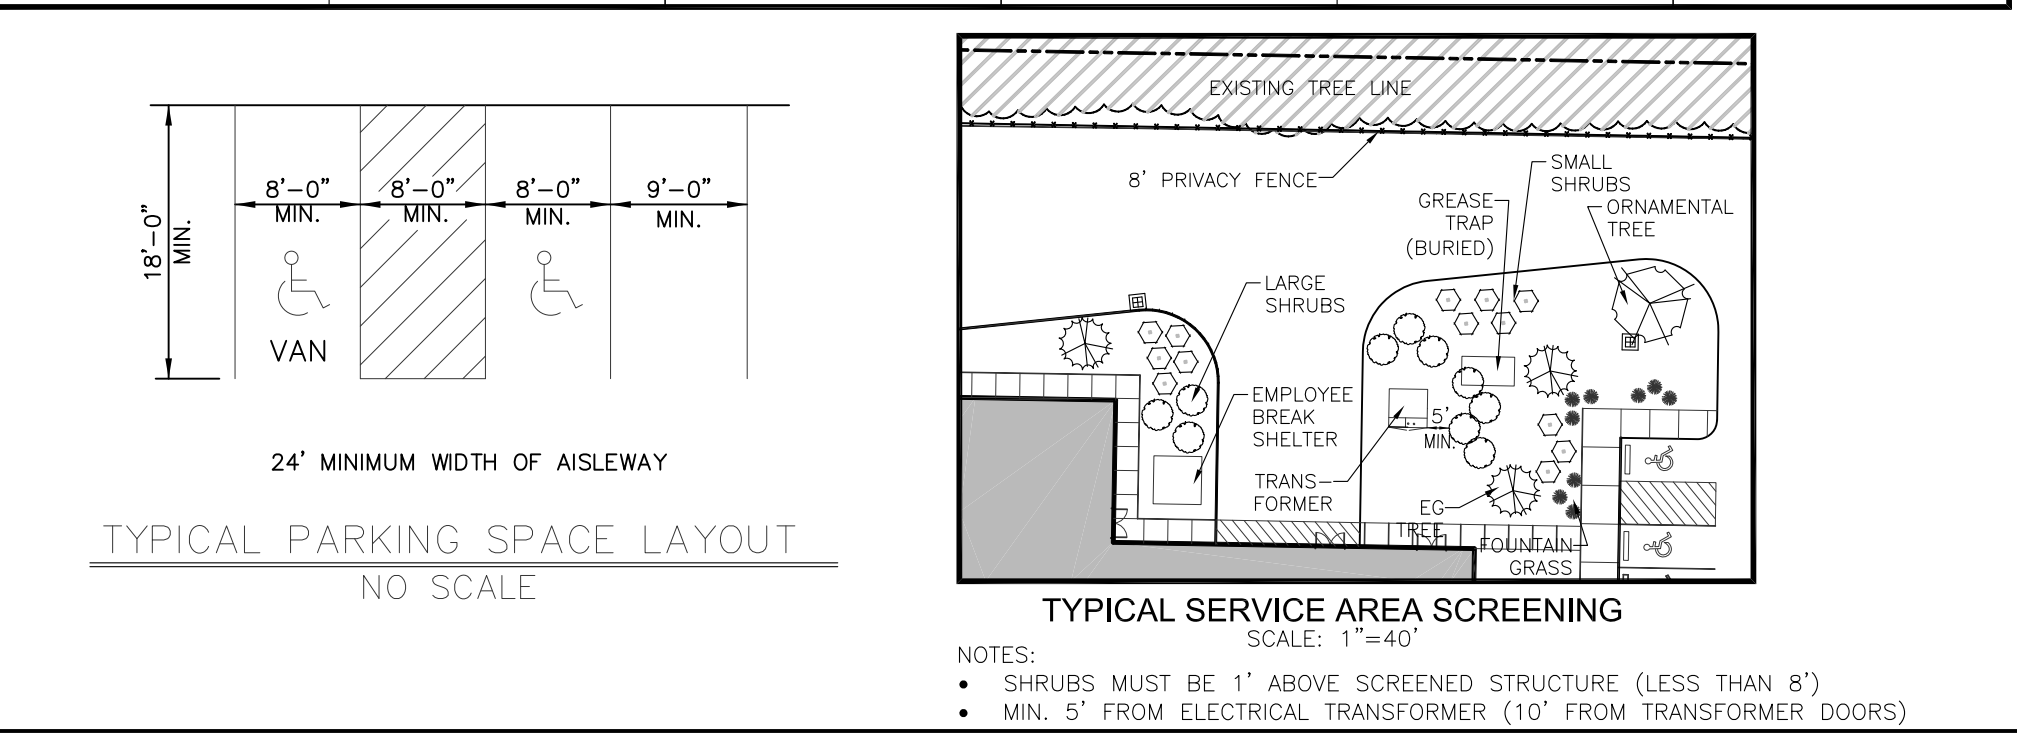 8'-0" 8'-0" 8'-0" 9'-0"
MIN. MIN. MIN. MIN.
18'-0"
MIN.
VAN
24' MINIMUM WIDTH OF AISLEWAY
TYPICAL PARKING SPACE LAYOUT
NO SCALE
EXISTING TREE LINE
8' PRIVACY FENCE
SMALL
SHRUBS
GREASE
TRAP
(BURIED)
ORNAMENTAL
TREE
LARGE
SHRUBS
EMPLOYEE
BREAK
SHELTER
5'
MIN.
TRANS-
FORMER
EG
TREE
FOUNTAIN
GRASS
TYPICAL SERVICE AREA SCREENING
SCALE: 1"=40'
NOTES:
• SHRUBS MUST BE 1' ABOVE SCREENED STRUCTURE (LESS THAN 8')
• MIN. 5' FROM ELECTRICAL TRANSFORMER (10' FROM TRANSFORMER DOORS)